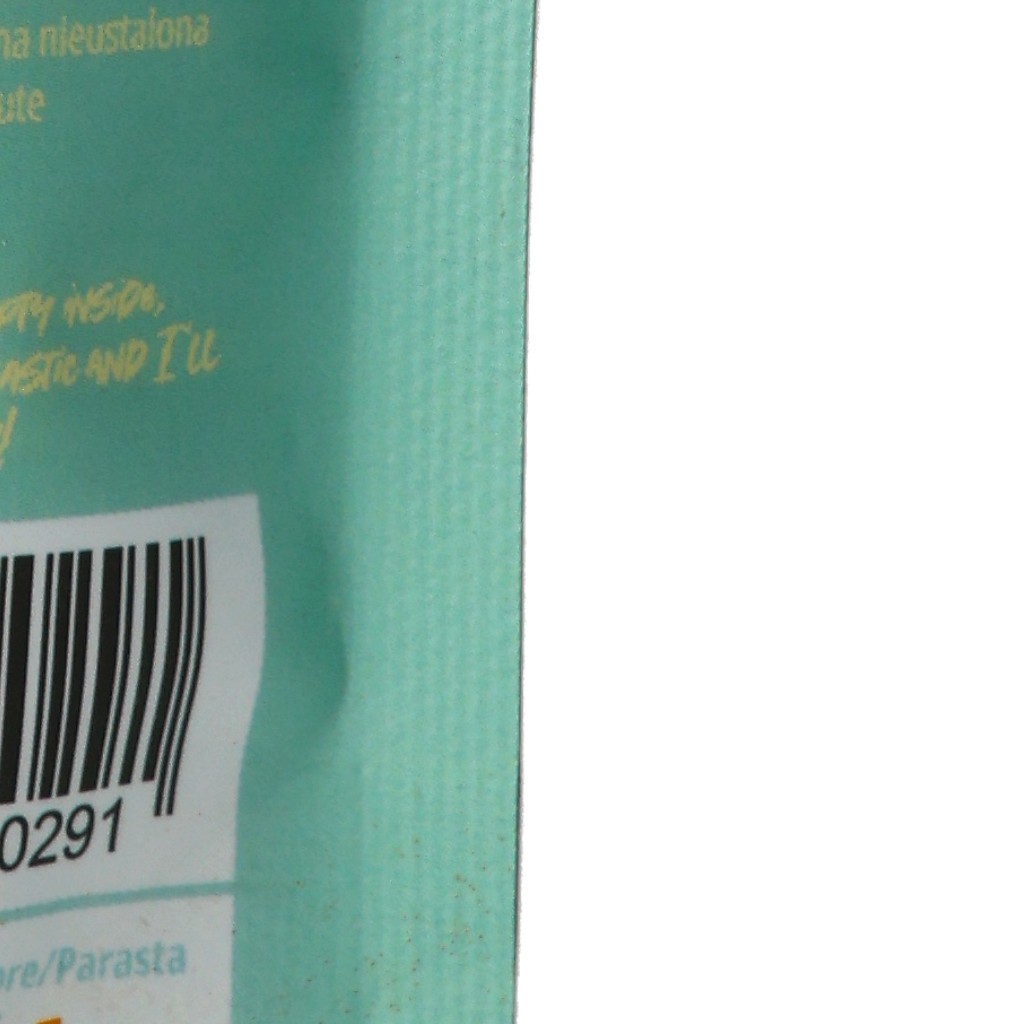 na nieustalona
ute
PTY iNSiDe,
ASTiC AND I'LL
0291
ore/Parasta